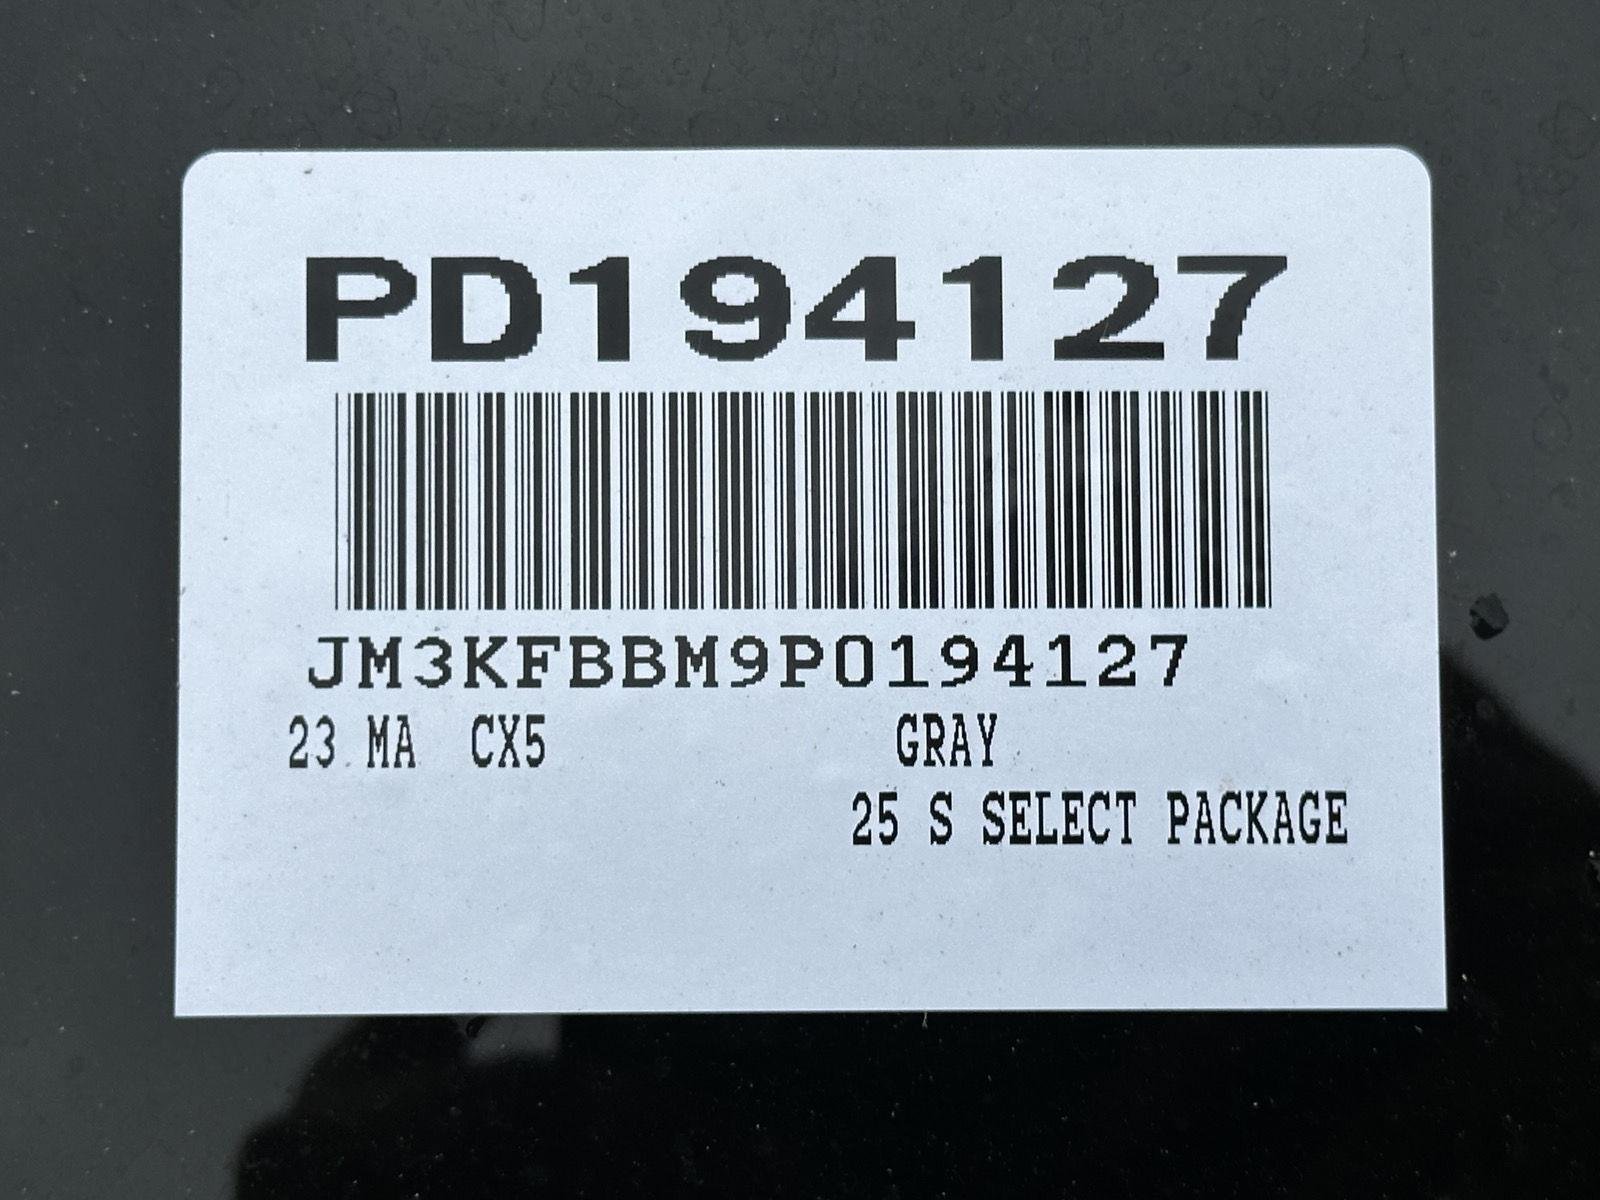 PD194127
JM3KFBBM9P0194127
23 MA CX5 GRAY
25 S SELECT PACKAGE